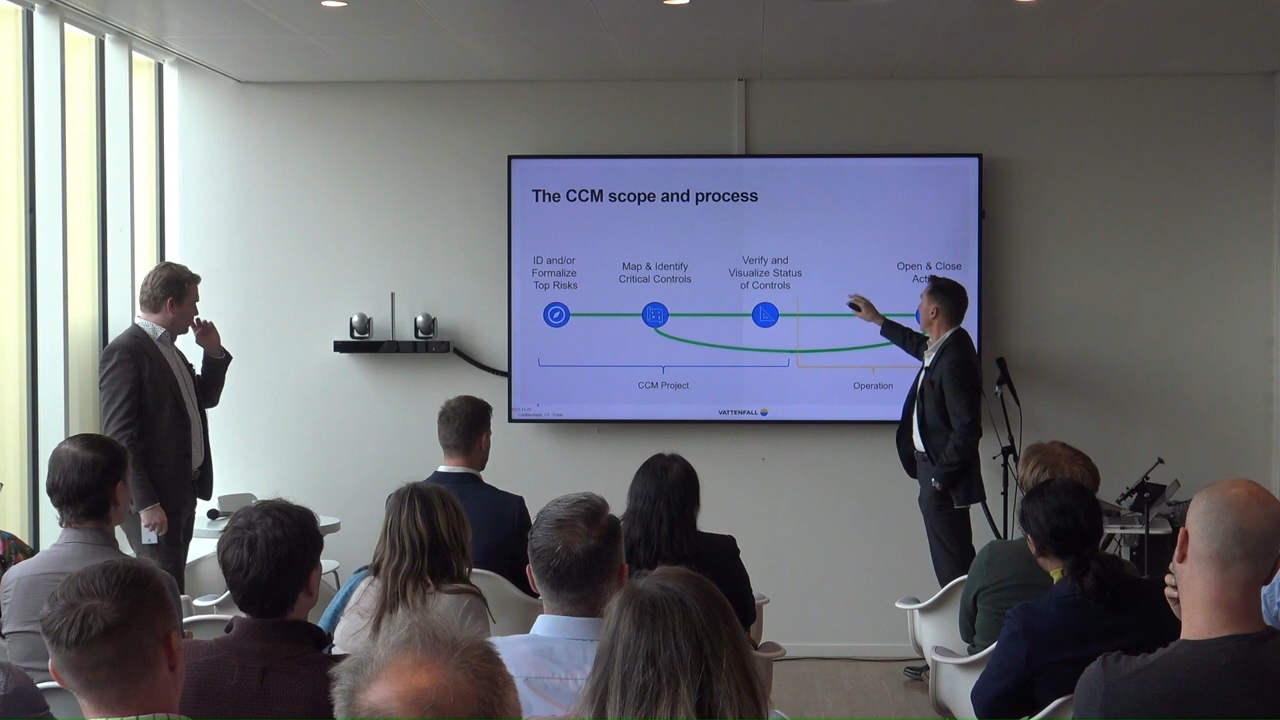 The CCM scope and process
ID and/or
Formalize
Top Risks
Map & Identify
Critical Controls
Verify and
Visualize Status
of Controls
Open & Close
CCM Project
Operation
VATTENFALL